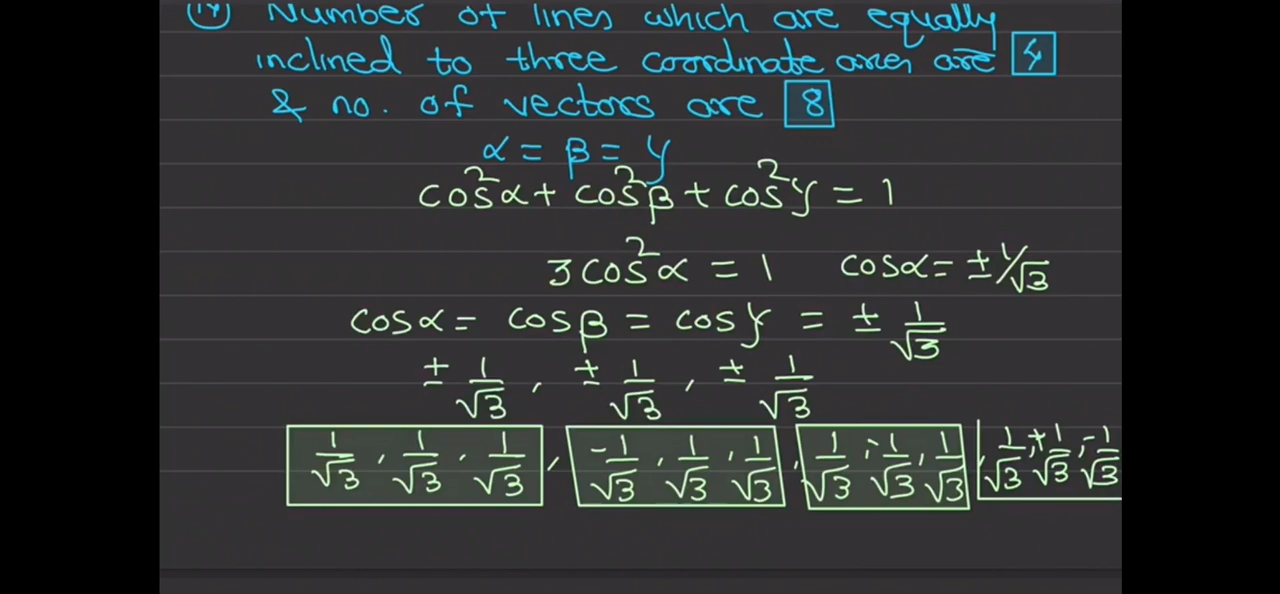 (14) Number of lines which are equally
inclined to three coordinate axes are 4
& no. of vectors are 8
α = β = γ
cos²α + cos²β + cos²γ = 1
3 cos²α = 1 cosα = ± 1/√3
cosα = cosβ = cosγ = ± 1/√3
± 1/√3 , ± 1/√3 , ± 1/√3
1/√3 , 1/√3 , 1/√3 , -1/√3 , 1/√3 , 1/√3 , 1/√3 , -1/√3 , 1/√3 , 1/√3 , +1/√3 , -1/√3